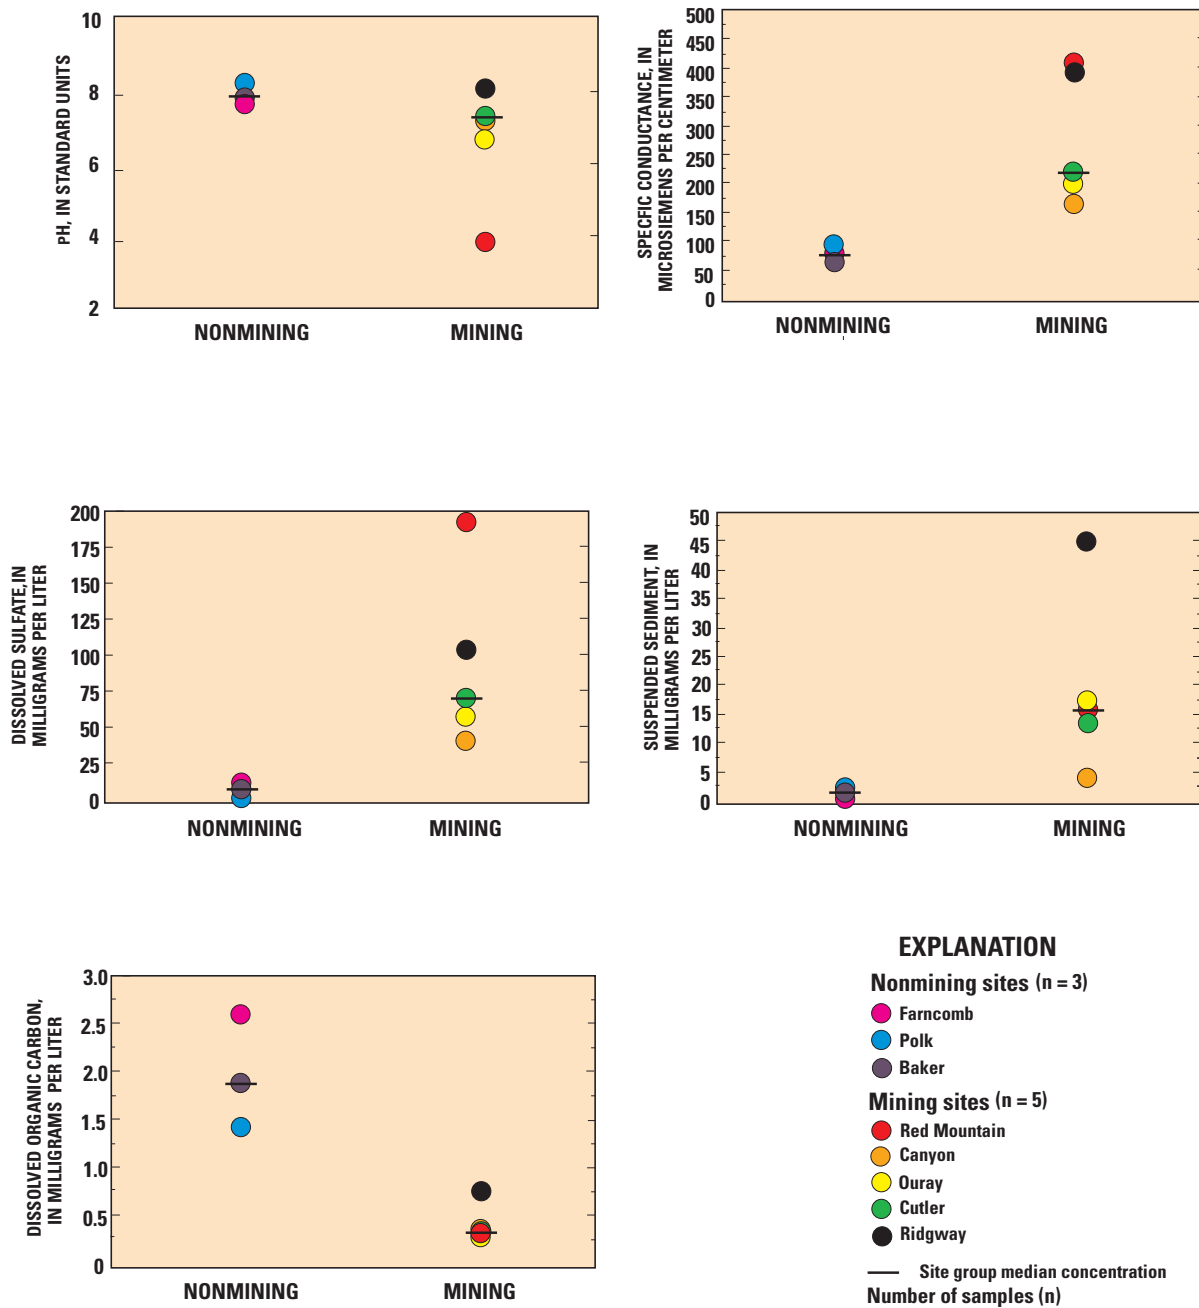 PH, IN STANDARD UNITS
10
8
6
4
2
NONMINING
MINING
SPECFIC CONDUCTANCE, IN
MICROSIEMENS PER CENTIMETER
500
450
400
350
300
250
200
150
100
50
0
NONMINING
MINING
DISSOLVED SULFATE,IN
MILLIGRAMS PER LITER
200
175
150
125
100
75
50
25
0
NONMINING
MINING
SUSPENDED SEDIMENT, IN
MILLIGRAMS PER LITER
50
45
40
35
30
25
20
15
10
5
0
NONMINING
MINING
DISSOLVED ORGANIC CARBON,
IN MILLIGRAMS PER LITER
3.0
2.5
2.0
1.5
1.0
0.5
0
NONMINING
MINING
EXPLANATION
Nonmining sites (n = 3)
Farncomb
Polk
Baker
Mining sites (n = 5)
Red Mountain
Canyon
Ouray
Cutler
Ridgway
Site group median concentration
Number of samples (n)